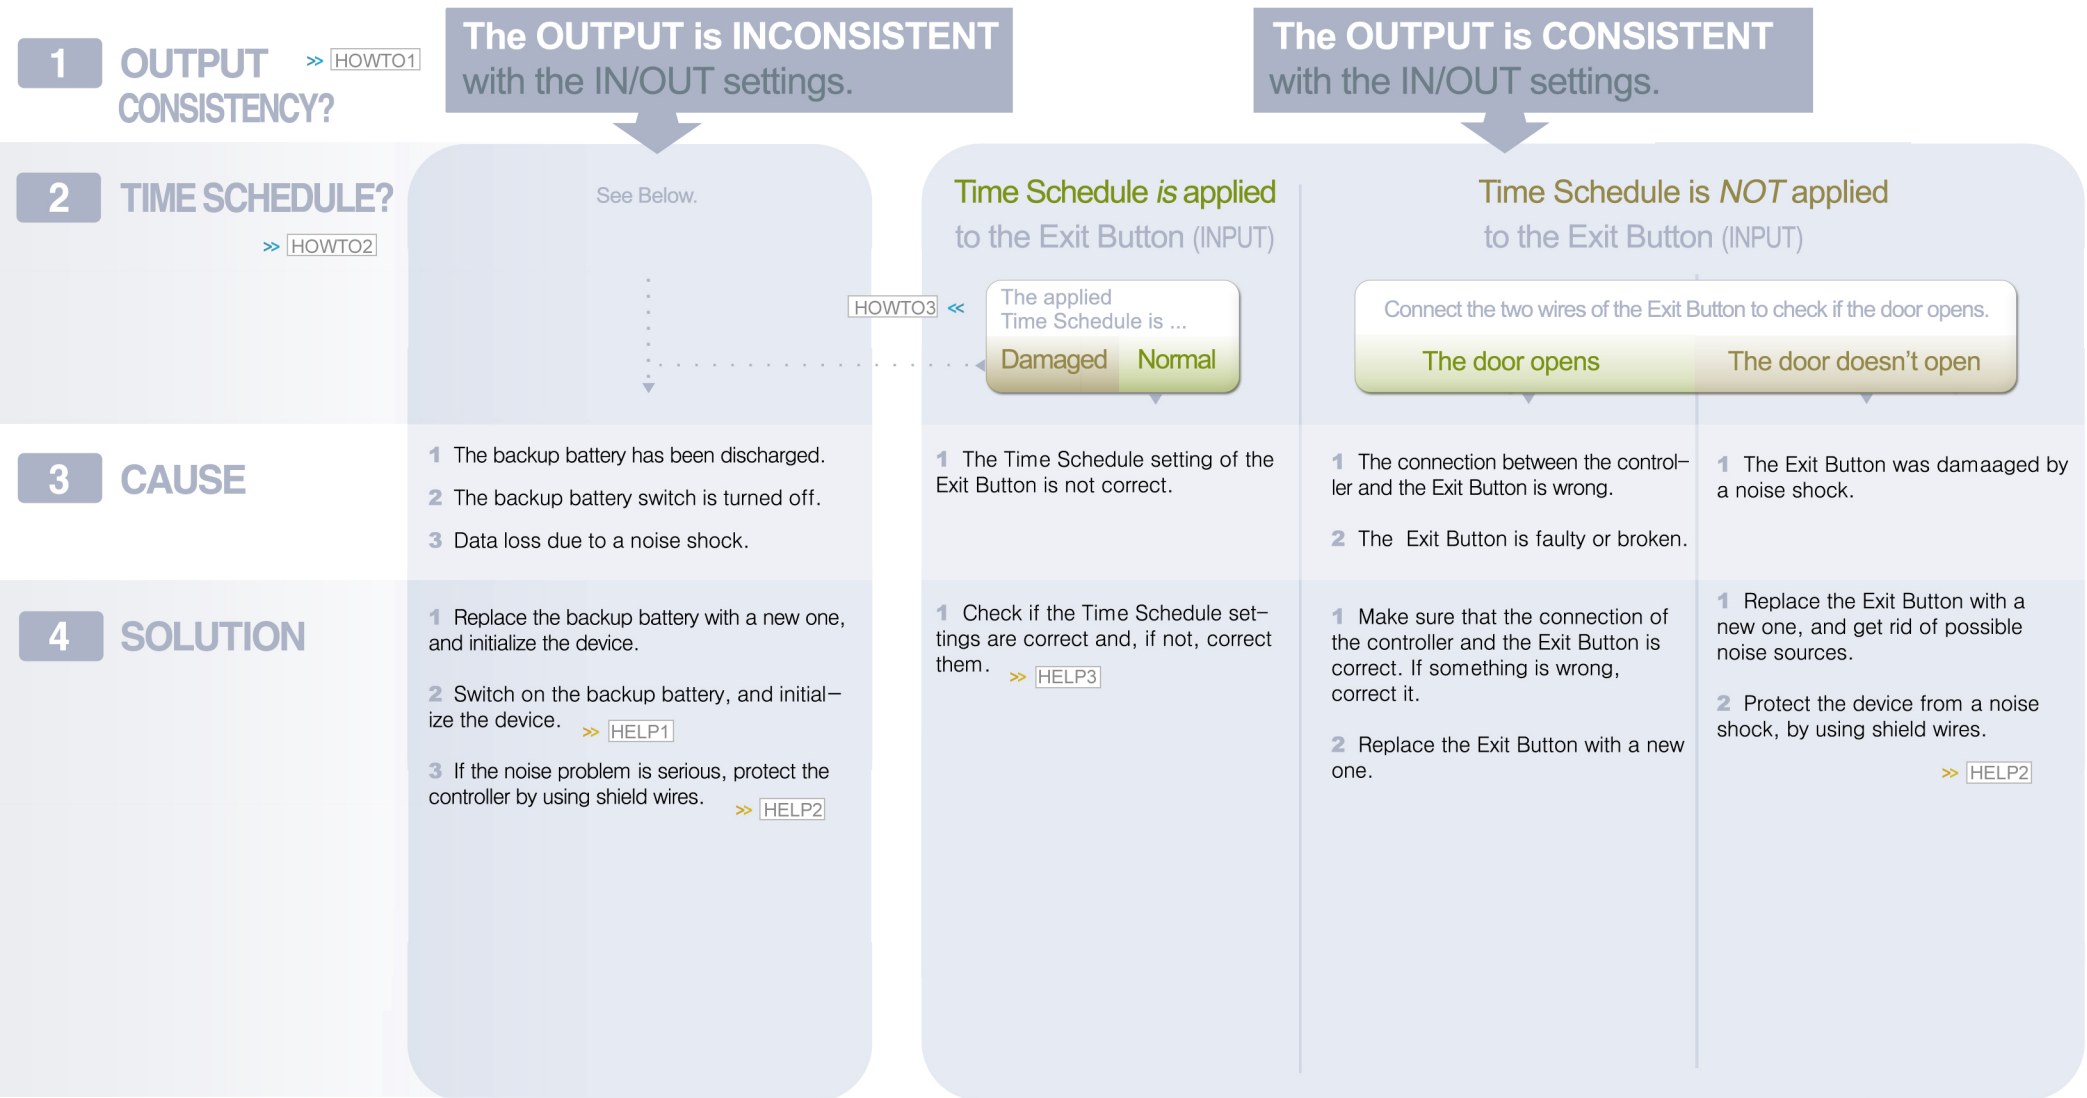 1 OUTPUT >> HOWTO1
CONSISTENCY?
The OUTPUT is INCONSISTENT
with the IN/OUT settings.
The OUTPUT is CONSISTENT
with the IN/OUT settings.
2 TIME SCHEDULE?
>> HOWTO2
See Below.
Time Schedule is applied
to the Exit Button (INPUT)
HOWTO3 <<
The applied
Time Schedule is ...
Damaged Normal
Time Schedule is NOT applied
to the Exit Button (INPUT)
Connect the two wires of the Exit Button to check if the door opens.
The door opens The door doesn't open
3 CAUSE
1 The backup battery has been discharged.
2 The backup battery switch is turned off.
3 Data loss due to a noise shock.
1 The Time Schedule setting of the
Exit Button is not correct.
1 The connection between the control-
ler and the Exit Button is wrong.
2 The Exit Button is faulty or broken.
1 The Exit Button was damaaged by
a noise shock.
4 SOLUTION
1 Replace the backup battery with a new one,
and initialize the device.
2 Switch on the backup battery, and initial-
ize the device. >> HELP1
3 If the noise problem is serious, protect the
controller by using shield wires. >> HELP2
1 Check if the Time Schedule set-
tings are correct and, if not, correct
them. >> HELP3
1 Make sure that the connection of
the controller and the Exit Button is
correct. If something is wrong,
correct it.
2 Replace the Exit Button with a new
one.
1 Replace the Exit Button with a
new one, and get rid of possible
noise sources.
2 Protect the device from a noise
shock, by using shield wires.
>> HELP2